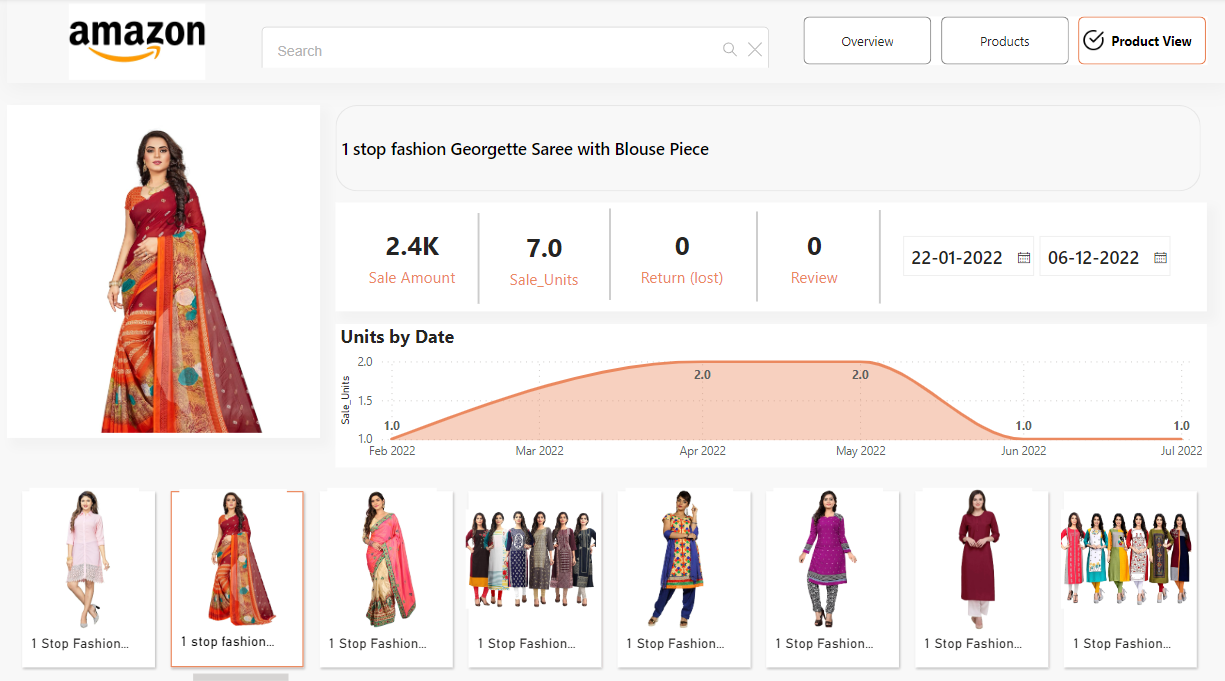 amazon
Search
Overview
Products
Product View
1 stop fashion Georgette Saree with Blouse Piece
2.4K
Sale Amount
7.0
Sale_Units
0
Return (lost)
0
Review
22-01-2022
06-12-2022
Units by Date
Sale_Units
2.0
1.5
1.0
1.0
2.0
2.0
1.0
1.0
Feb 2022
Mar 2022
Apr 2022
May 2022
Jun 2022
Jul 2022
1 Stop Fashion...
1 stop fashion...
1 Stop Fashion...
1 Stop Fashion...
1 Stop Fashion...
1 Stop Fashion...
1 Stop Fashion...
1 Stop Fashion...